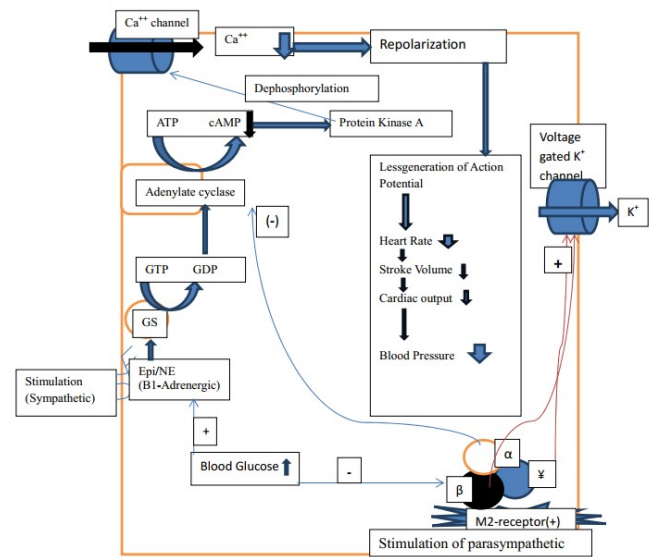 Ca⁺⁺ channel
Ca⁺⁺
Repolarization
Dephosphorylation
ATP cAMP
Protein Kinase A
Voltage
gated K⁺
channel
K⁺
Adenylate cyclase
(-)
Lessgeneration of Action
Potential
Heart Rate
Stroke Volume
Cardiac output
Blood Pressure
+
GTP GDP
GS
Stimulation
(Sympathetic)
Epi/NE
(B1-Adrenergic)
+
Blood Glucose
-
α
β
¥
M2-receptor(+)
Stimulation of parasympathetic